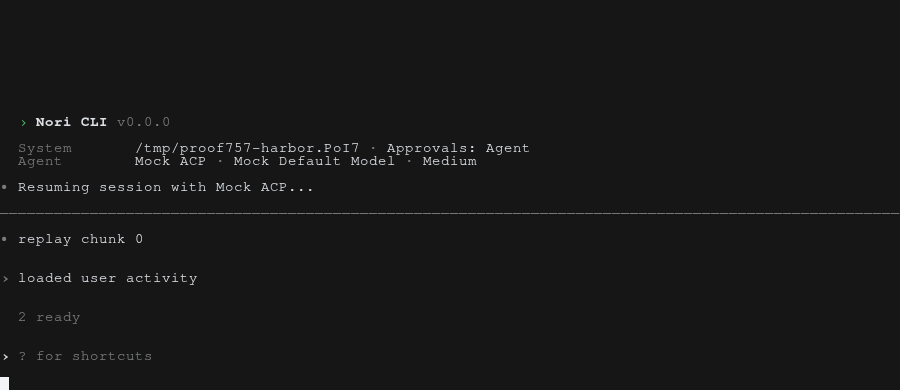 › Nori CLI v0.0.0
System /tmp/proof757-harbor.PoI7 · Approvals: Agent
Agent Mock ACP · Mock Default Model · Medium
• Resuming session with Mock ACP...
• replay chunk 0
› loaded user activity
2 ready
› ? for shortcuts